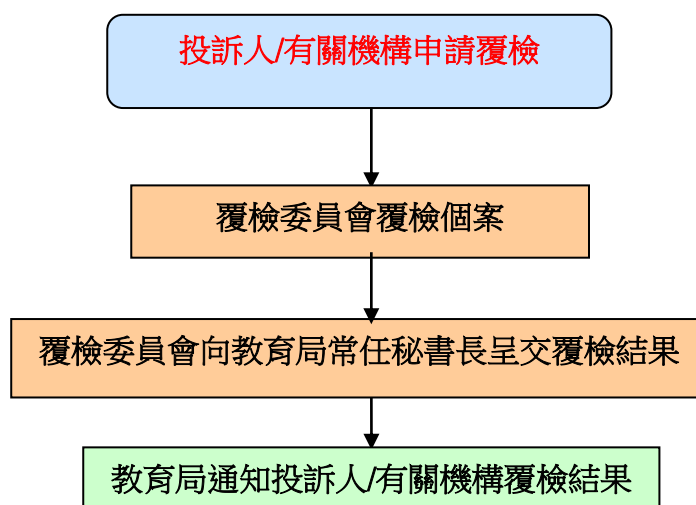 投訴人/有關機構申請覆檢
覆檢委員會覆檢個案
覆檢委員會向教育局常任秘書長呈交覆檢結果
教育局通知投訴人/有關機構覆檢結果